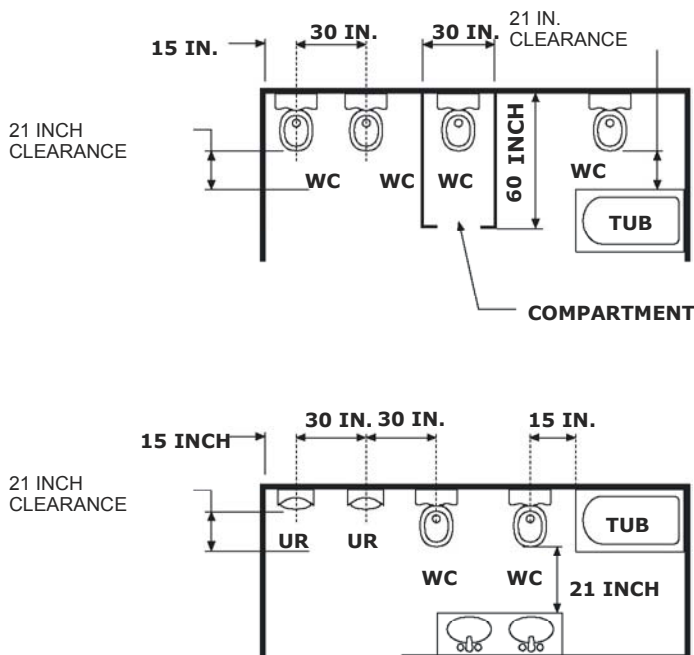 21 IN.
CLEARANCE
15 IN.
30 IN.
30 IN.
21 INCH
CLEARANCE
WC
WC
WC
60 INCH
WC
TUB
COMPARTMENT
15 INCH
30 IN.
30 IN.
15 IN.
21 INCH
CLEARANCE
UR
UR
WC
WC
TUB
21 INCH